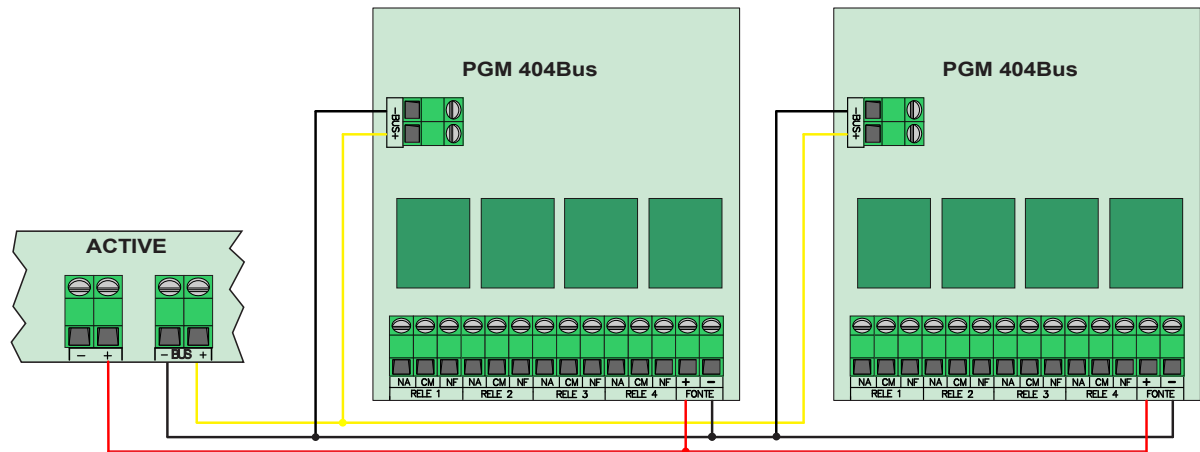 PGM 404Bus
PGM 404Bus
-BUS+
-BUS+
ACTIVE
- + - BUS +
NA CM NF NA CM NF NA CM NF NA CM NF + -
RELE 1 RELE 2 RELE 3 RELE 4 FONTE
NA CM NF NA CM NF NA CM NF NA CM NF + -
RELE 1 RELE 2 RELE 3 RELE 4 FONTE